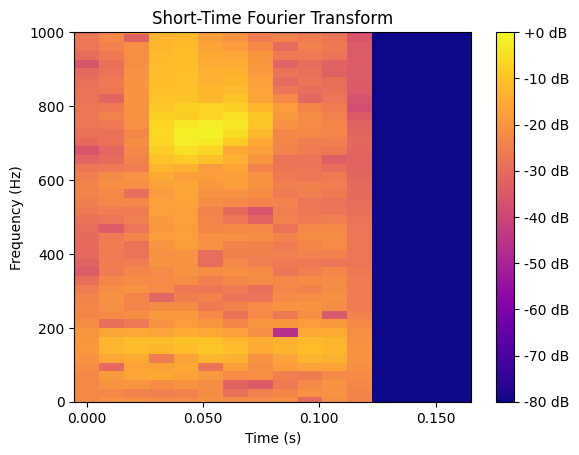 Short-Time Fourier Transform
1000
800
600
400
200
0
Frequency (Hz)
0.000
0.050
0.100
0.150
Time (s)
+0 dB
-10 dB
-20 dB
-30 dB
-40 dB
-50 dB
-60 dB
-70 dB
-80 dB